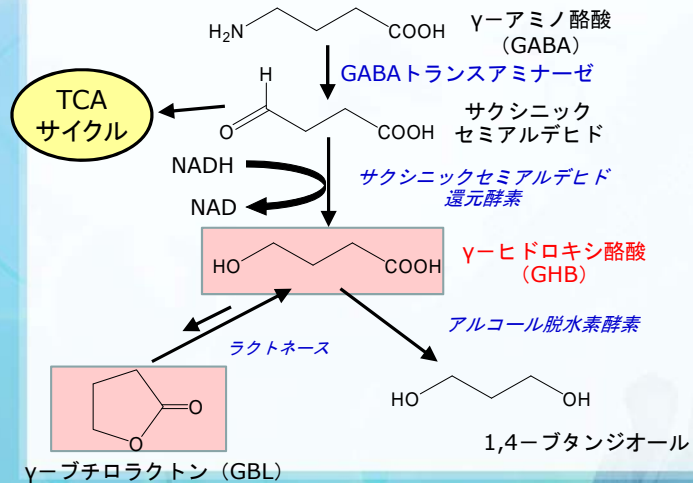 H2N
COOH
γーアミノ酪酸
（GABA）
GABAトランスアミナーゼ
H
O
COOH
サクシニック
セミアルデヒド
TCA
サイクル
NADH
NAD
サクシニックセミアルデヒド
還元酵素
HO
COOH
γーヒドロキシ酪酸
（GHB）
ラクトネース
アルコール脱水素酵素
O
O
γーブチロラクトン（GBL）
HO
OH
1,4ーブタンジオール